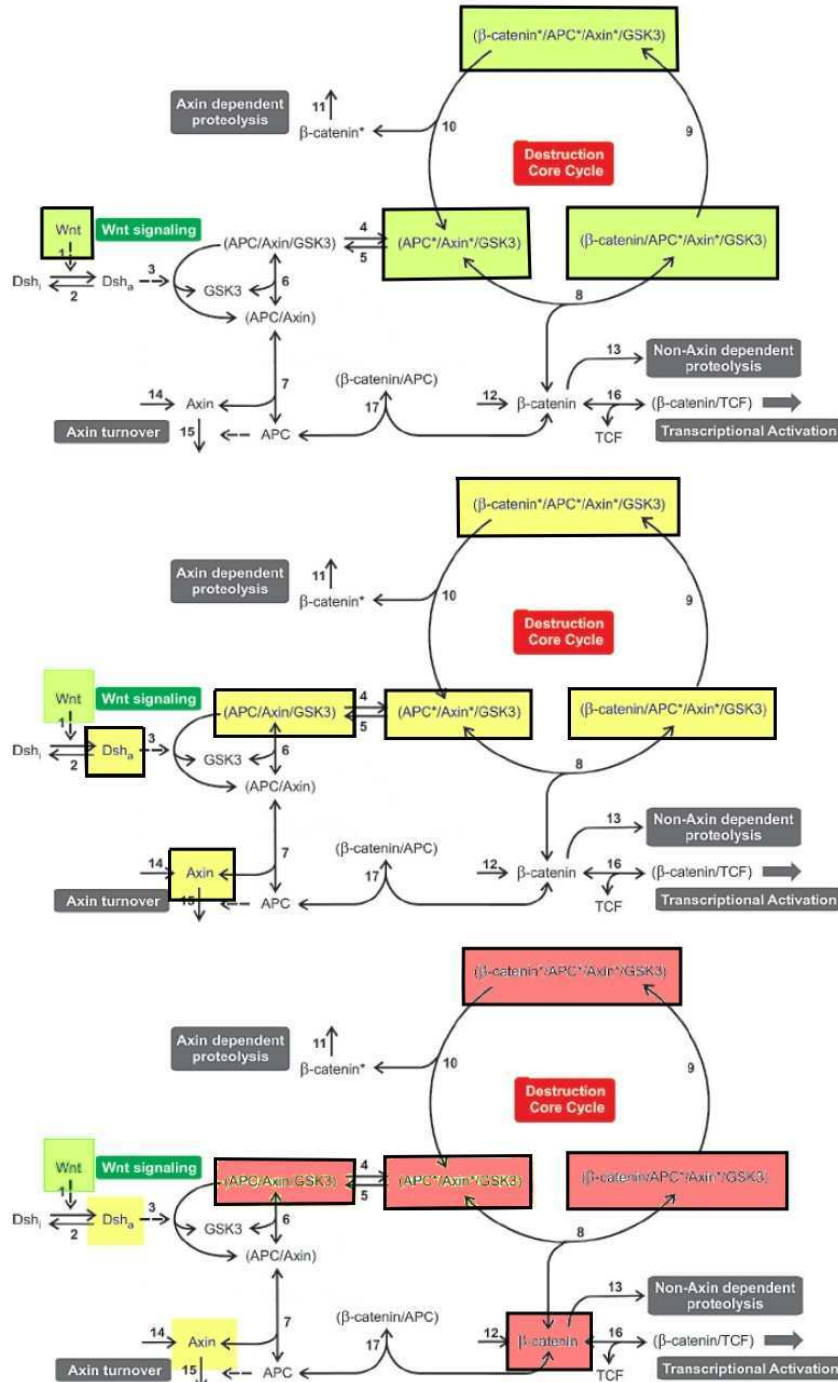 (β-catenin*/APC*/Axin*/GSK3)
Axin dependent
proteolysis
11
β-catenin*
10
9
Destruction
Core Cycle
Wnt
Wnt signaling
1
(APC/Axin/GSK3)
4
5
(APC*/Axin*/GSK3)
(β-catenin/APC*/Axin*/GSK3)
Dshi
2
Dsha
3
GSK3
6
8
(APC/Axin)
7
(β-catenin/APC)
13
Non-Axin dependent
proteolysis
14
Axin
17
12
β-catenin
16
(β-catenin/TCF)
Axin turnover
15
APC
TCF
Transcriptional Activation
(β-catenin*/APC*/Axin*/GSK3)
Axin dependent
proteolysis
11
β-catenin*
10
9
Destruction
Core Cycle
Wnt
Wnt signaling
1
(APC/Axin/GSK3)
4
5
(APC*/Axin*/GSK3)
(β-catenin/APC*/Axin*/GSK3)
Dshi
2
Dsha
3
GSK3
6
8
(APC/Axin)
7
(β-catenin/APC)
13
Non-Axin dependent
proteolysis
14
Axin
17
12
β-catenin
16
(β-catenin/TCF)
Axin turnover
15
APC
TCF
Transcriptional Activation
(β-catenin*/APC*/Axin*/GSK3)
Axin dependent
proteolysis
11
β-catenin*
10
9
Destruction
Core Cycle
Wnt
Wnt signaling
1
(APC/Axin/GSK3)
4
5
(APC*/Axin*/GSK3)
(β-catenin/APC*/Axin*/GSK3)
Dshi
2
Dsha
3
GSK3
6
8
(APC/Axin)
7
(β-catenin/APC)
13
Non-Axin dependent
proteolysis
14
Axin
17
12
β-catenin
16
(β-catenin/TCF)
Axin turnover
15
APC
TCF
Transcriptional Activation